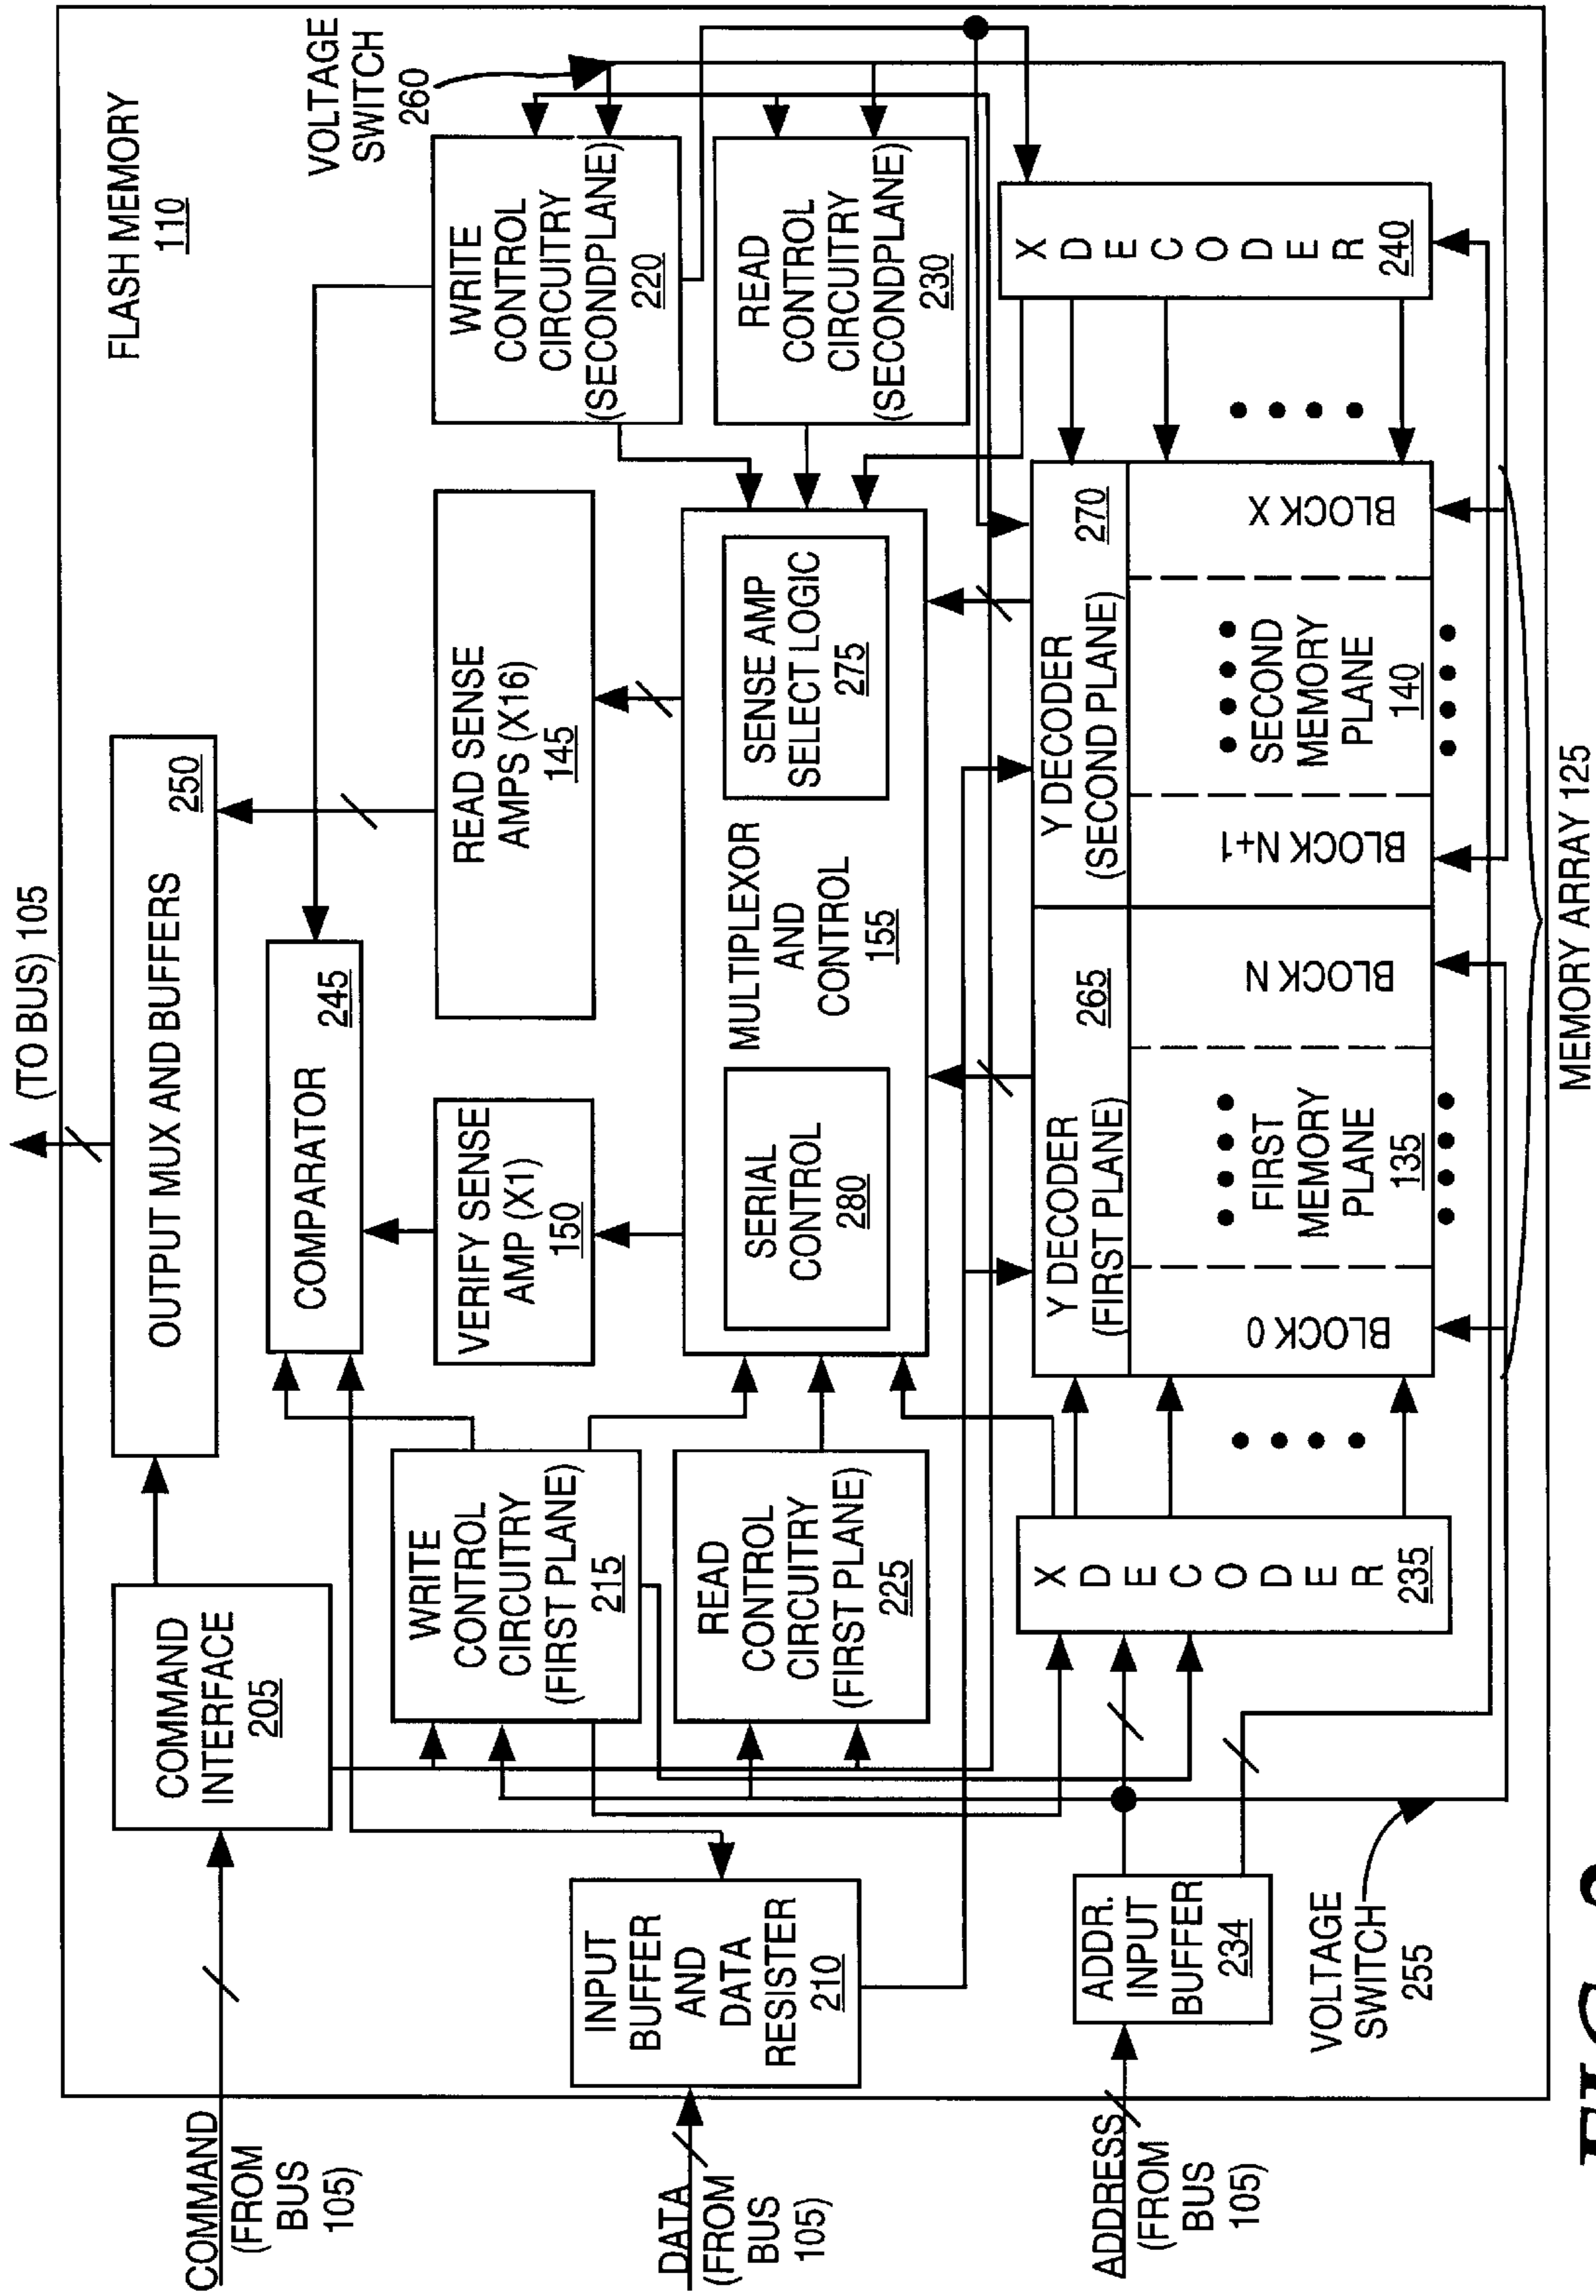 (TO BUS) 105
FLASH MEMORY
110
COMMAND
(FROM
BUS
105)
COMMAND
INTERFACE
205
OUTPUT MUX AND BUFFERS
250
COMPARATOR
245
VOLTAGE
SWITCH
260
VERIFY SENSE
AMP (X1)
150
READ SENSE
AMPS (X16)
145
WRITE
CONTROL
CIRCUITRY
(FIRST PLANE)
215
WRITE
CONTROL
CIRCUITRY
(SECONDPLANE)
220
DATA
(FROM
BUS
105)
INPUT
BUFFER
AND
DATA
RESISTER
210
READ
CONTROL
CIRCUITRY
(FIRST PLANE)
225
SERIAL
CONTROL
280
MULTIPLEXOR
AND
CONTROL
155
SENSE AMP
SELECT LOGIC
275
READ
CONTROL
CIRCUITRY
(SECONDPLANE)
230
ADDRESS
(FROM
BUS
105)
ADDR.
INPUT
BUFFER
234
X
D
E
C
O
D
E
R
235
Y DECODER
(FIRST PLANE)
265
Y DECODER
(SECOND PLANE)
270
BLOCK 0
FIRST
MEMORY
PLANE
135
BLOCK N
BLOCK N+1
SECOND
MEMORY
PLANE
140
BLOCK X
X
D
E
C
O
D
E
R
240
VOLTAGE
SWITCH
255
MEMORY ARRAY 125